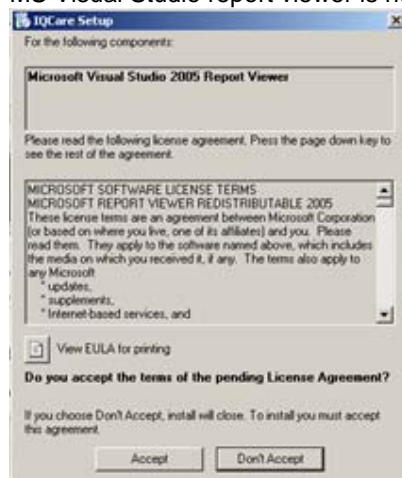 IQCare Setup
For the following components:
Microsoft Visual Studio 2005 Report Viewer
Please read the following license agreement. Press the page down key to
see the rest of the agreement.
MICROSOFT SOFTWARE LICENSE TERMS
MICROSOFT REPORT VIEWER REDISTRIBUTABLE 2005
These license terms are an agreement between Microsoft Corporation
(or based on where you live, one of its affiliates) and you. Please
read them. They apply to the software named above, which includes
the media on which you received it, if any. The terms also apply to
any Microsoft
* updates,
* supplements,
* Internet-based services, and
View EULA for printing
Do you accept the terms of the pending License Agreement?
If you choose Don't Accept, install will close. To install you must accept
this agreement.
Accept Don't Accept